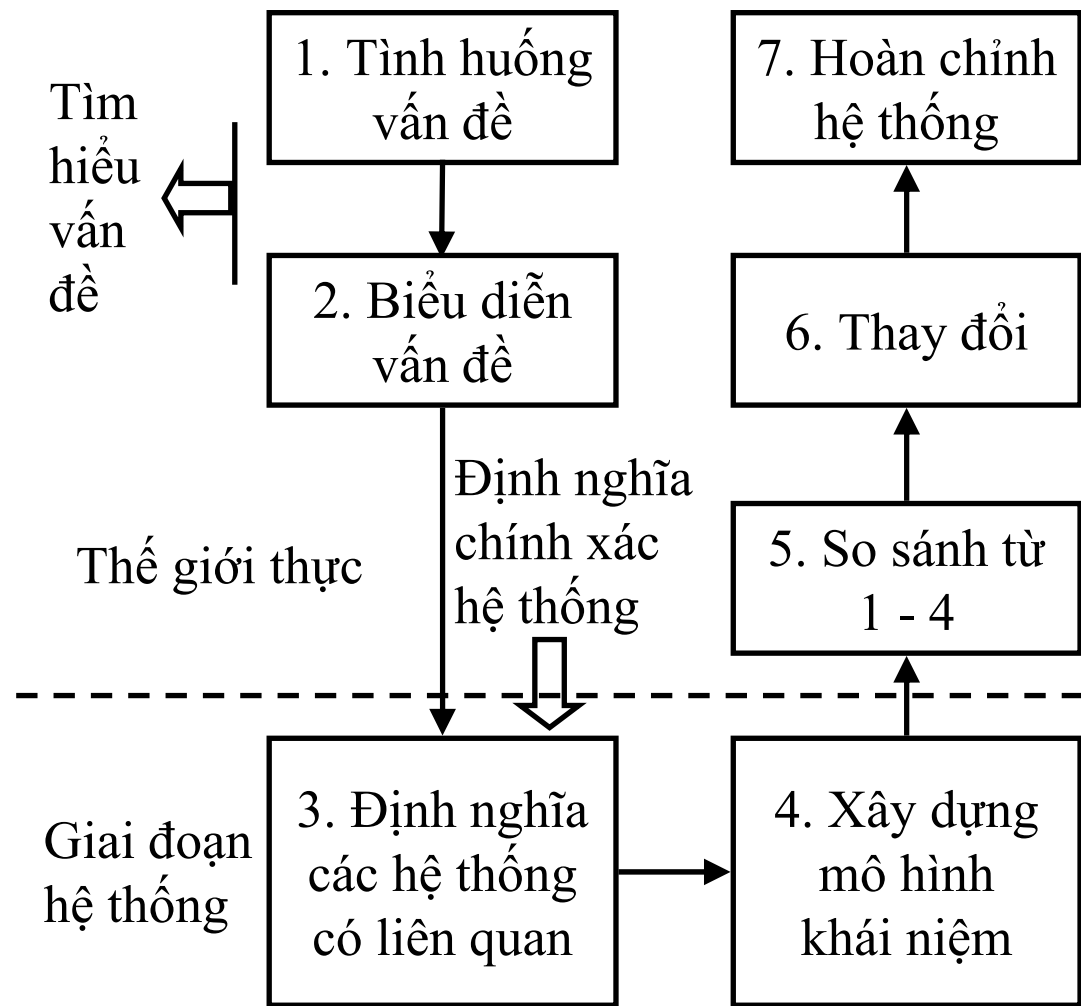 1. Tình huống
vấn đề
7. Hoàn chỉnh
hệ thống
Tìm
hiểu
vấn
đề
2. Biểu diễn
vấn đề
6. Thay đổi
Định nghĩa
chính xác
hệ thống
Thế giới thực
5. So sánh từ
1 - 4
3. Định nghĩa
các hệ thống
có liên quan
4. Xây dựng
mô hình
khái niệm
Giai đoạn
hệ thống